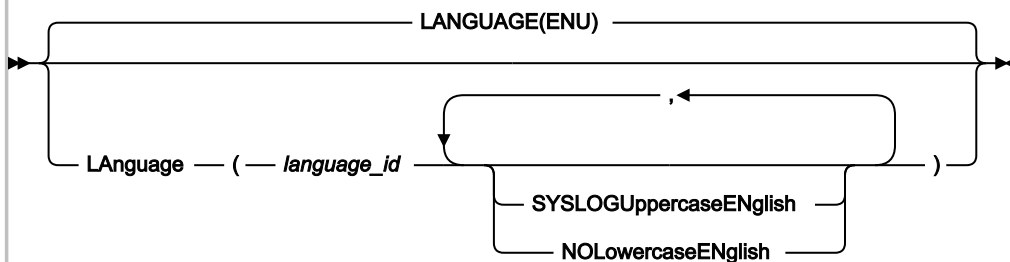 LANGUAGE(ENU)
,
LAnguage ( language_id )
SYSLOGUppercaseENglish
NOLowercaseENglish